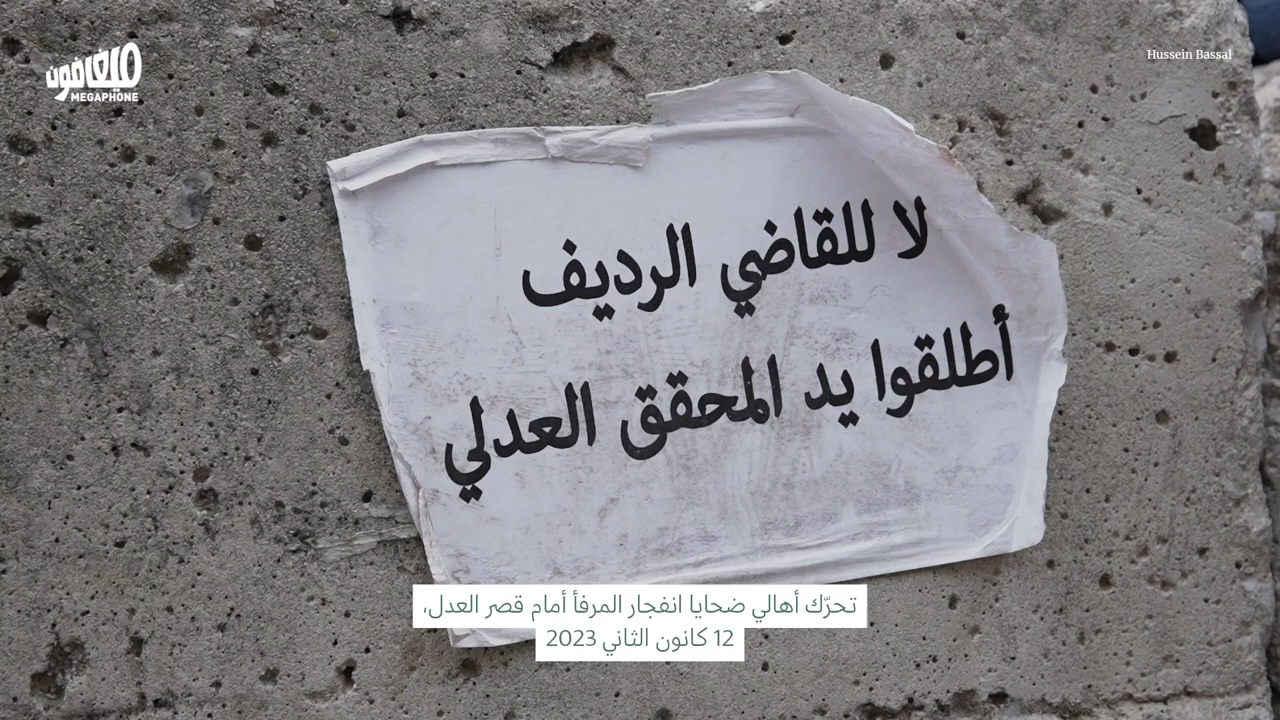 ميغافون
MEGAPHONE
Hussein Bassal
لا للقاضي الرديف
أطلقوا يد المحقق العدلي
تحرّك أهالي ضحايا انفجار المرفأ أمام قصر العدل،
12 كانون الثاني 2023